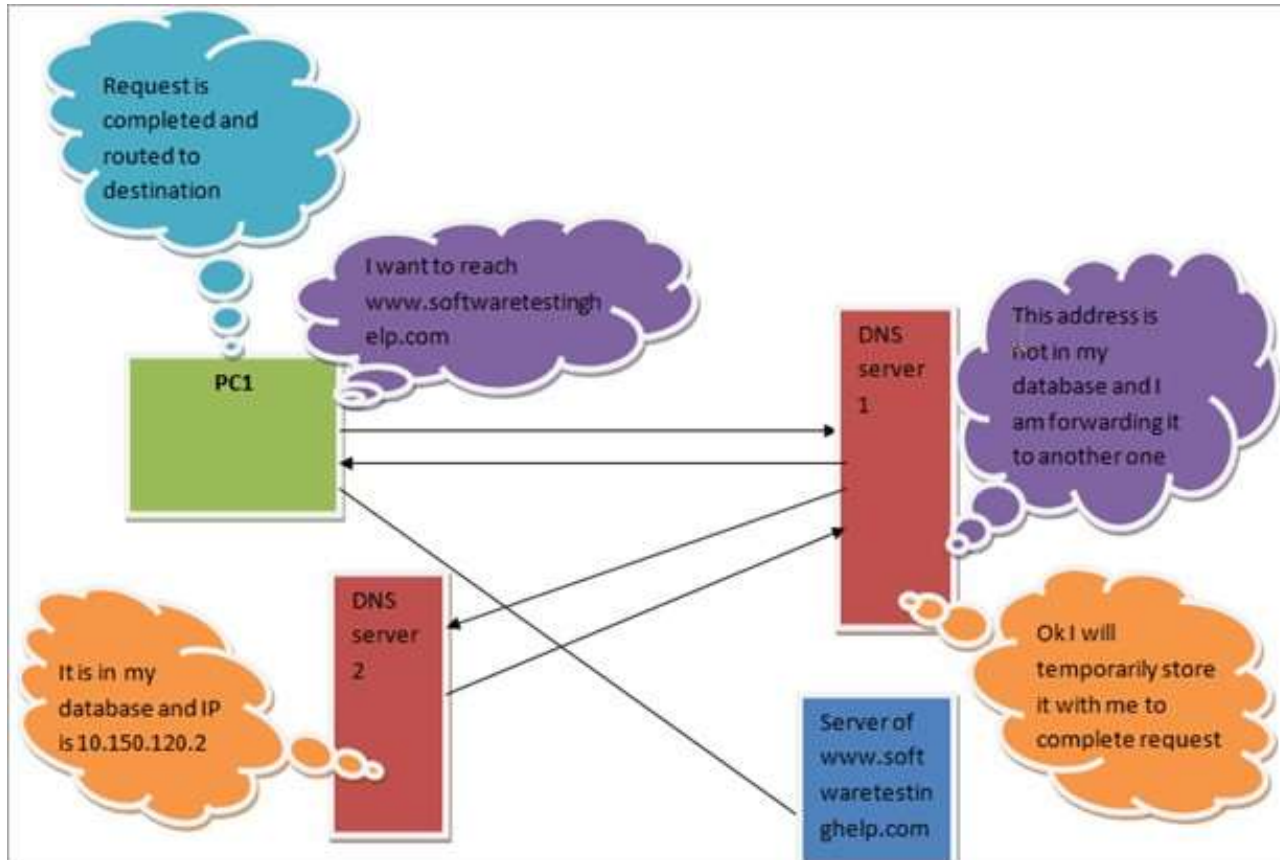 Request is
completed and
routed to
destination
I want to reach
www.softwaretestingh
elp.com
PC1
DNS
server
1
This address is
not in my
database and I
am forwarding it
to another one
DNS
server
2
It is in my
database and IP
is 10.150.120.2
Ok I will
temporarily store
it with me to
complete request
Server of
www.soft
waretestin
ghelp.com